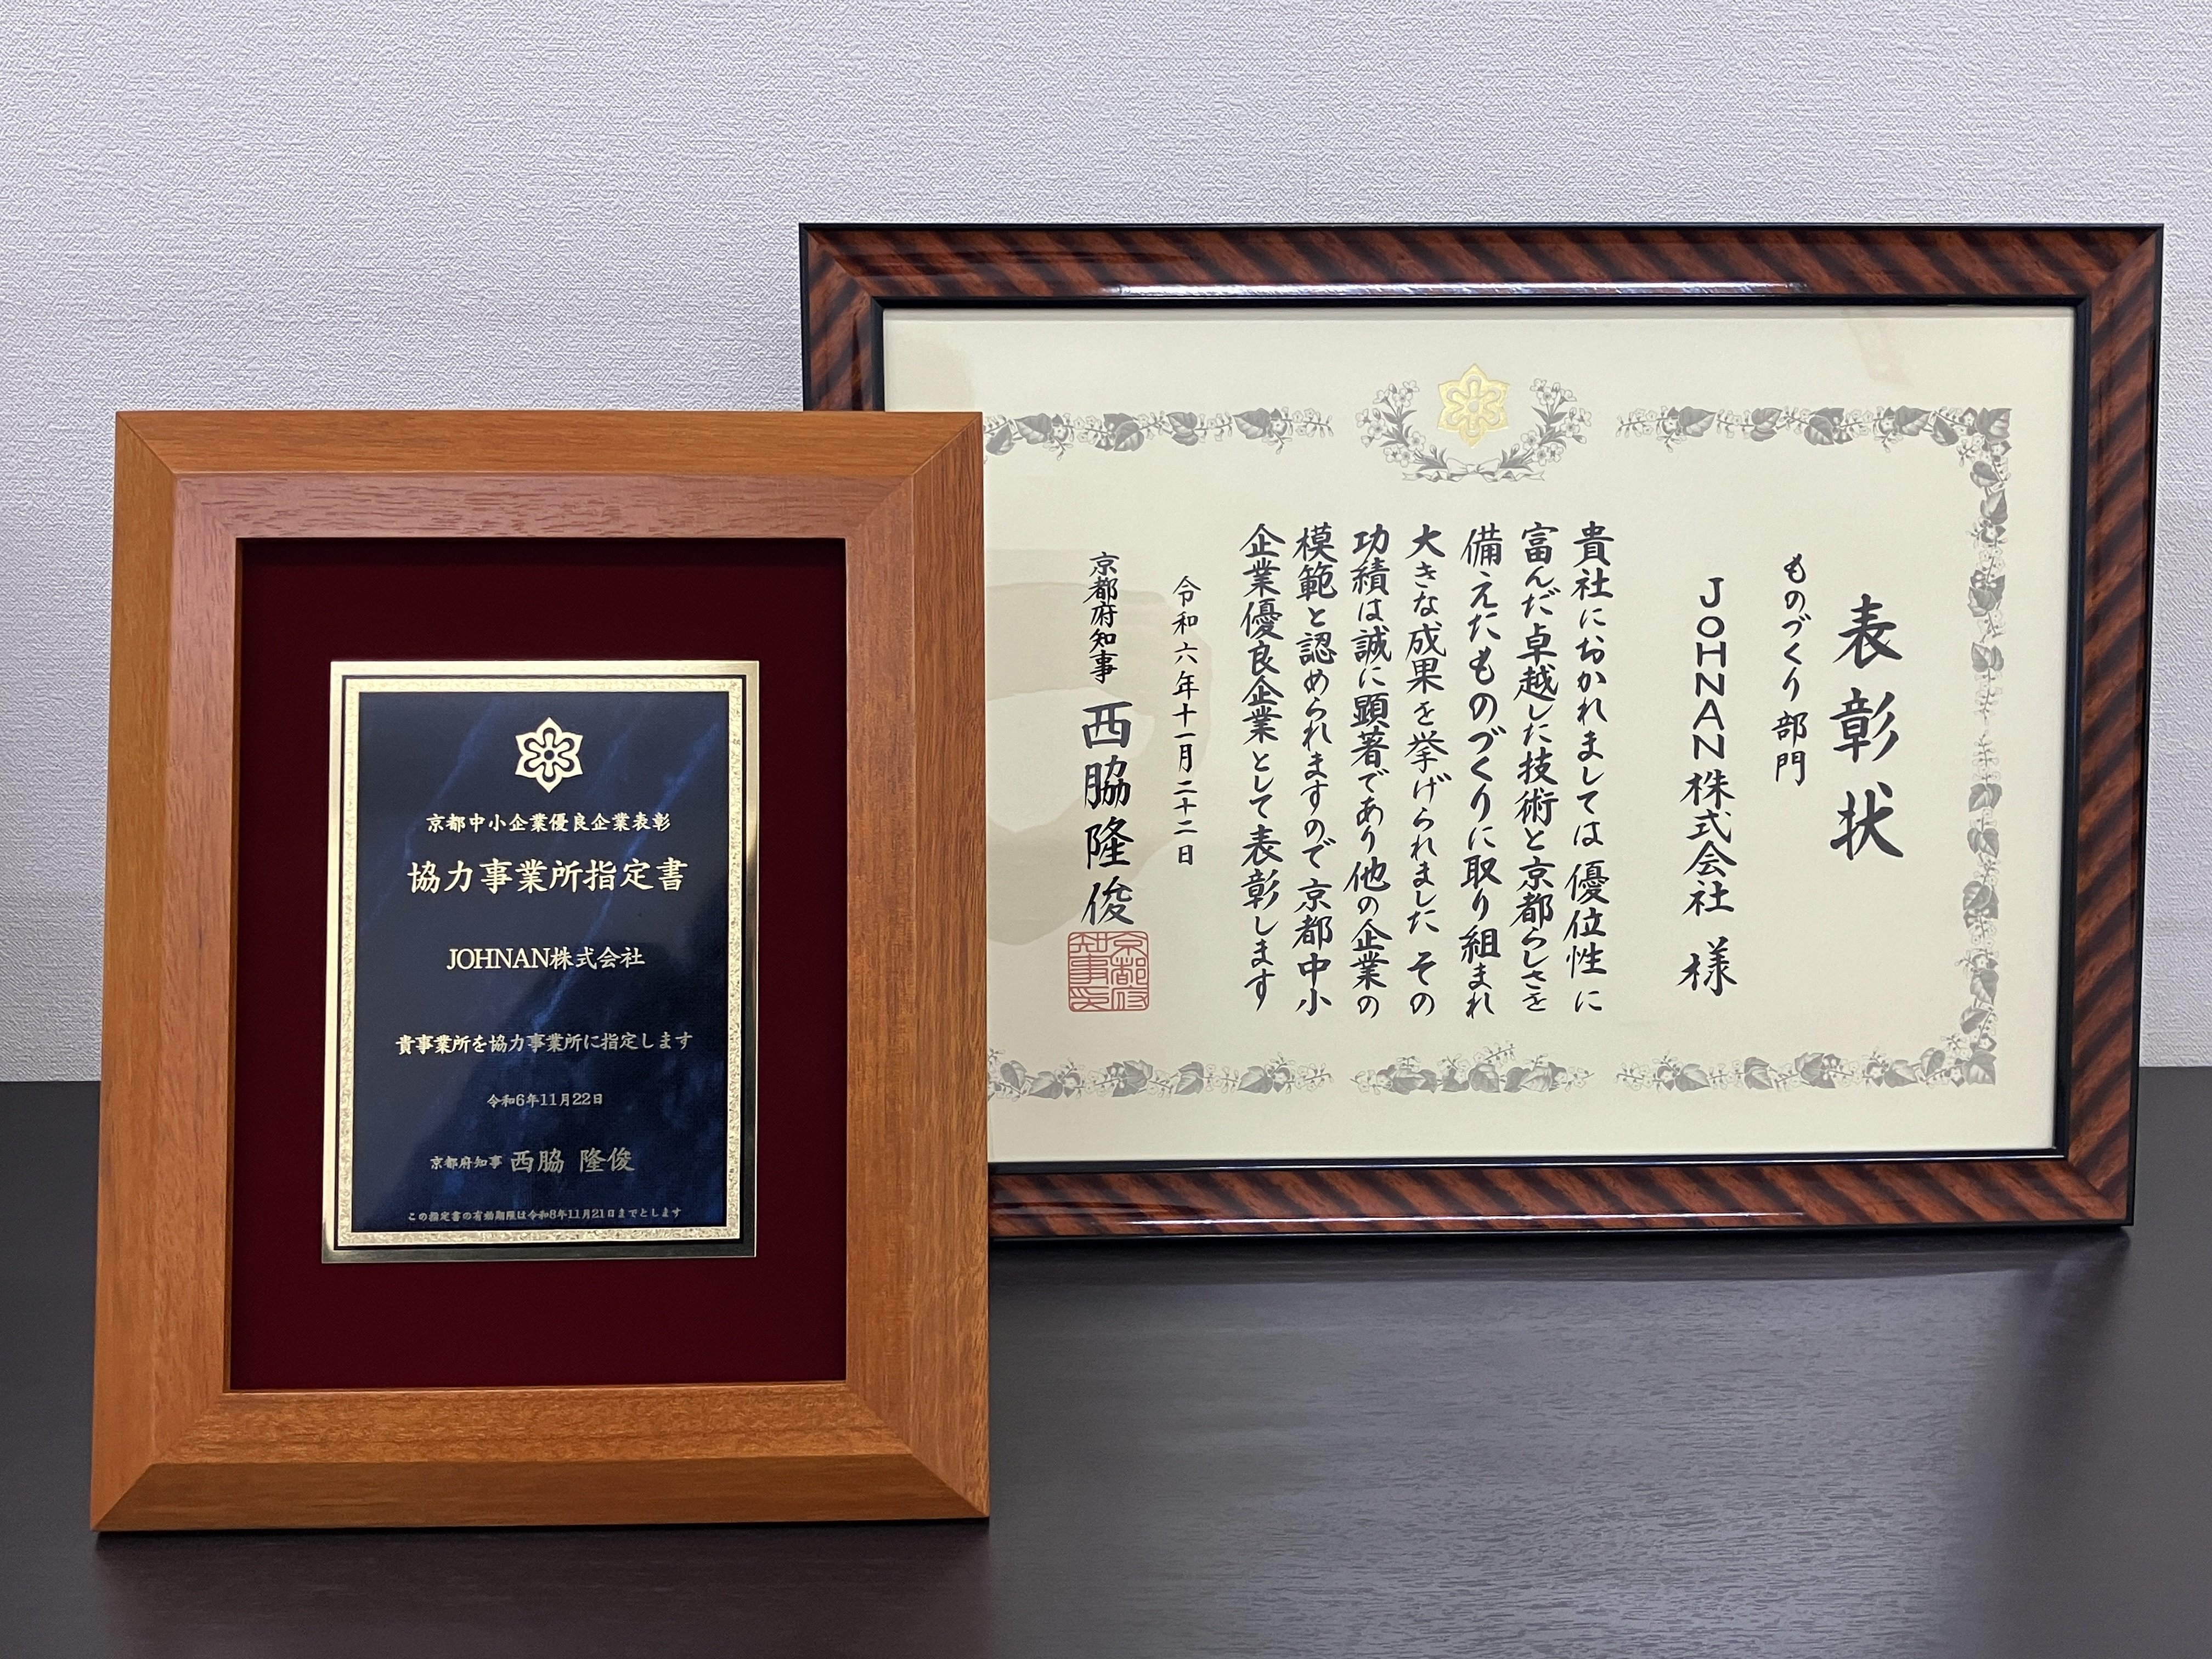 京都中小企業優良企業表彰
協力事業所指定書
JOHNAN株式会社
貴事業所を協力事業所に指定します
令和6年11月22日
京都府知事 西脇 隆俊
この指定書の有効期限は令和8年11月21日までとします
表彰状
ものづくり部門
JOHNAN株式会社 様
貴社におかれましては優位性に
富んだ卓越した技術と京都らしさを
備えたものづくりに取り組まれ
大きな成果を挙げられました その
功績は誠に顕著であり他の企業の
模範と認められますので京都中小
企業優良企業として表彰します
令和六年十一月二十二日
京都府知事 西脇隆俊
京都府知事之印